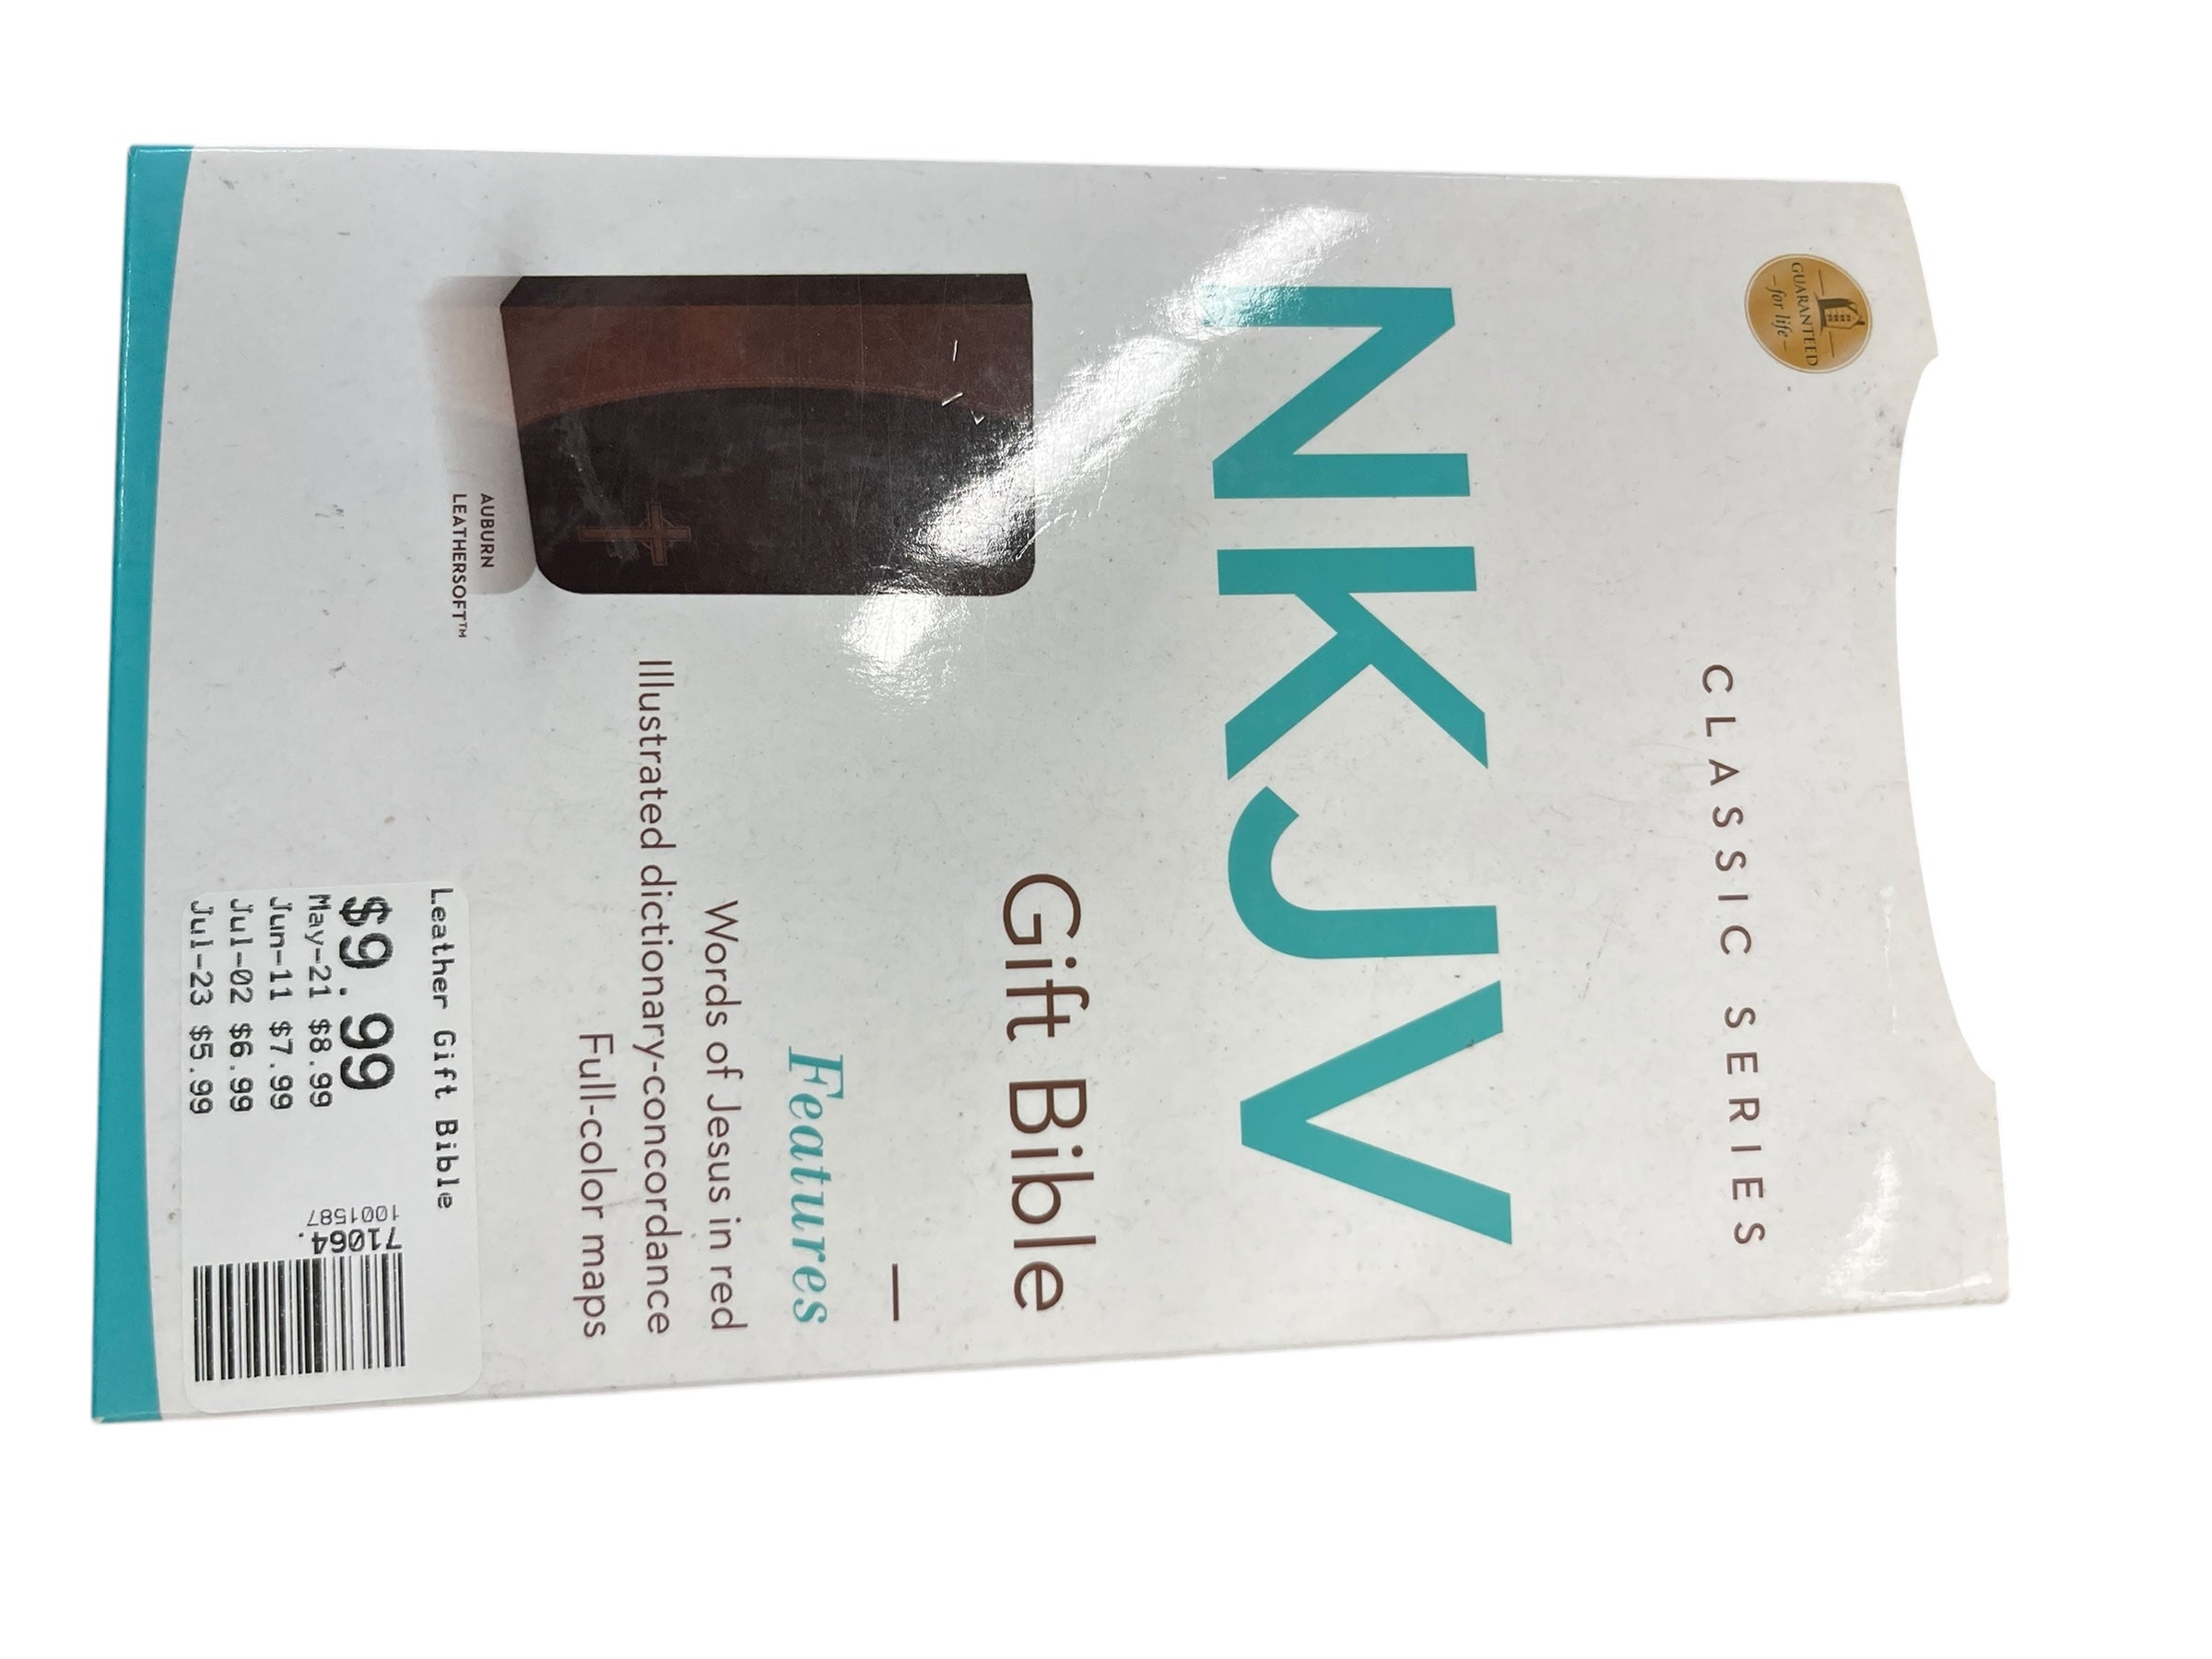 GUARANTEED
for life
CLASSIC SERIES
NKJV
Gift Bible
Features
Words of Jesus in red
Illustrated dictionary-concordance
Full-color maps
AUBURN
LEATHERSOFT™
Leather Gift Bible
$9.99
May-21 $8.99
Jun-11 $7.99
Jul-02 $6.99
Jul-23 $5.99
71064.
1001587